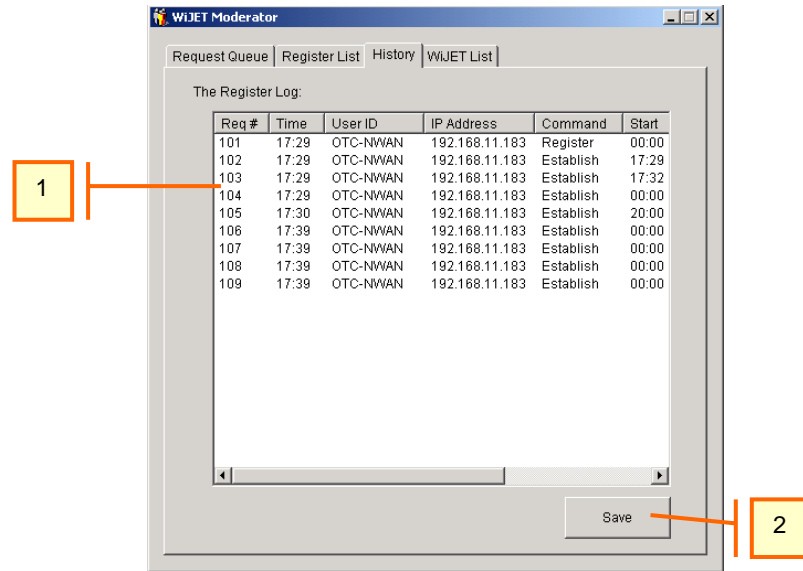 WiJET Moderator
Request Queue Register List History WiJET List
The Register Log:
Req # Time User ID IP Address Command Start
101 17:29 OTC-NWAN 192.168.11.183 Register 00:00
102 17:29 OTC-NWAN 192.168.11.183 Establish 17:29
103 17:29 OTC-NWAN 192.168.11.183 Establish 17:32
1
104 17:29 OTC-NWAN 192.168.11.183 Establish 00:00
105 17:30 OTC-NWAN 192.168.11.183 Establish 20:00
106 17:39 OTC-NWAN 192.168.11.183 Establish 00:00
107 17:39 OTC-NWAN 192.168.11.183 Establish 00:00
108 17:39 OTC-NWAN 192.168.11.183 Establish 00:00
109 17:39 OTC-NWAN 192.168.11.183 Establish 00:00
Save
2